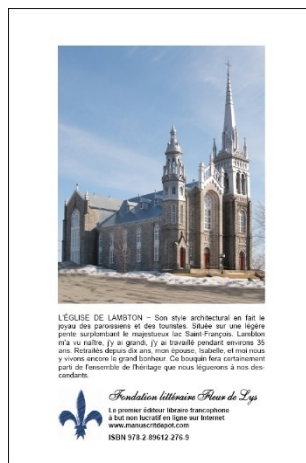 L'ÉGLISE DE LAMBTON – Son style architectural en fait le
joyau des paroissiens et des touristes. Située sur une légère
pente surplombant le majestueux lac Saint-François. Lambton
m'a vu naître, j'y ai grandi, j'y ai travaillé pendant environs 35
ans. Retraités depuis dix ans, mon épouse, Isabelle, et moi nous
y vivons encore le grand bonheur. Ce bouquin fera certainement
parti de l'ensemble de l'héritage que nous léguerons à nos des-
cendants.
Fondation littéraire Fleur de Lys
Le premier éditeur libraire francophone
à but non lucratif en ligne sur Internet
www.manuscritdepot.com
ISBN 978-2-89612-276-9